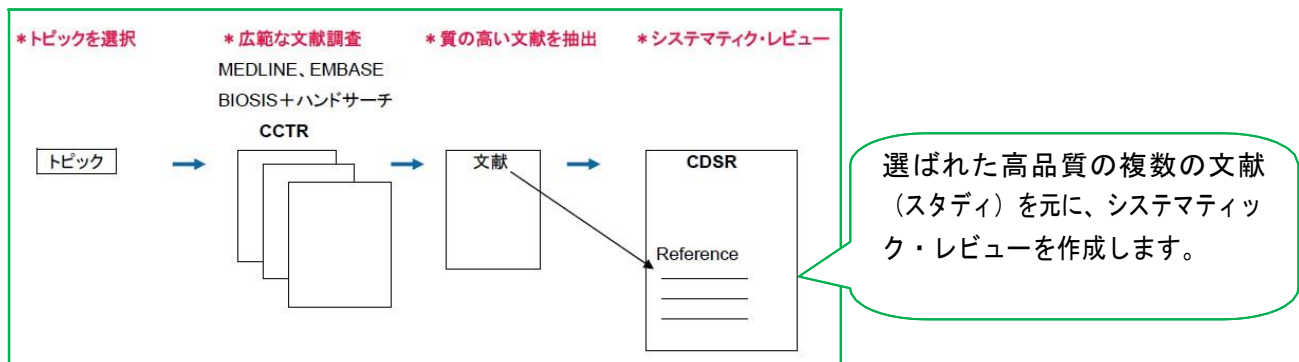 ＊トピックを選択
＊広範な文献調査
＊質の高い文献を抽出
＊システマティク・レビュー
MEDLINE、EMBASE
BIOSIS＋ハンドサーチ
CCTR
トピック
文献
CDSR
Reference
選ばれた高品質の複数の文献
（スタディ）を元に、システマティッ
ク・レビューを作成します。